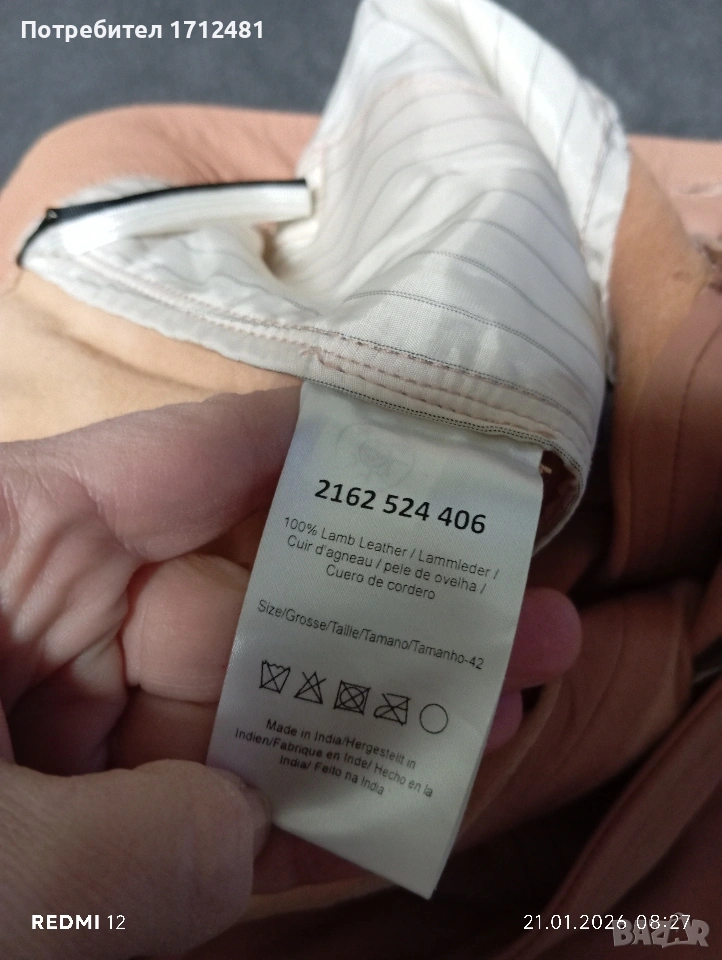 Потребител 1712481
2162 524 406
100% Lamb Leather / Lammleder /
Cuir d'agneau / pele de ovelha /
Cuero de cordero
Size/Grosse/Taille/Tamano/Tamanho-42
Made in India/Hergestellt in
Indien/Fabrique en Inde/ Hecho en la
India/ Feito na India
REDMI 12
21.01.2026 08:27
BAZAR